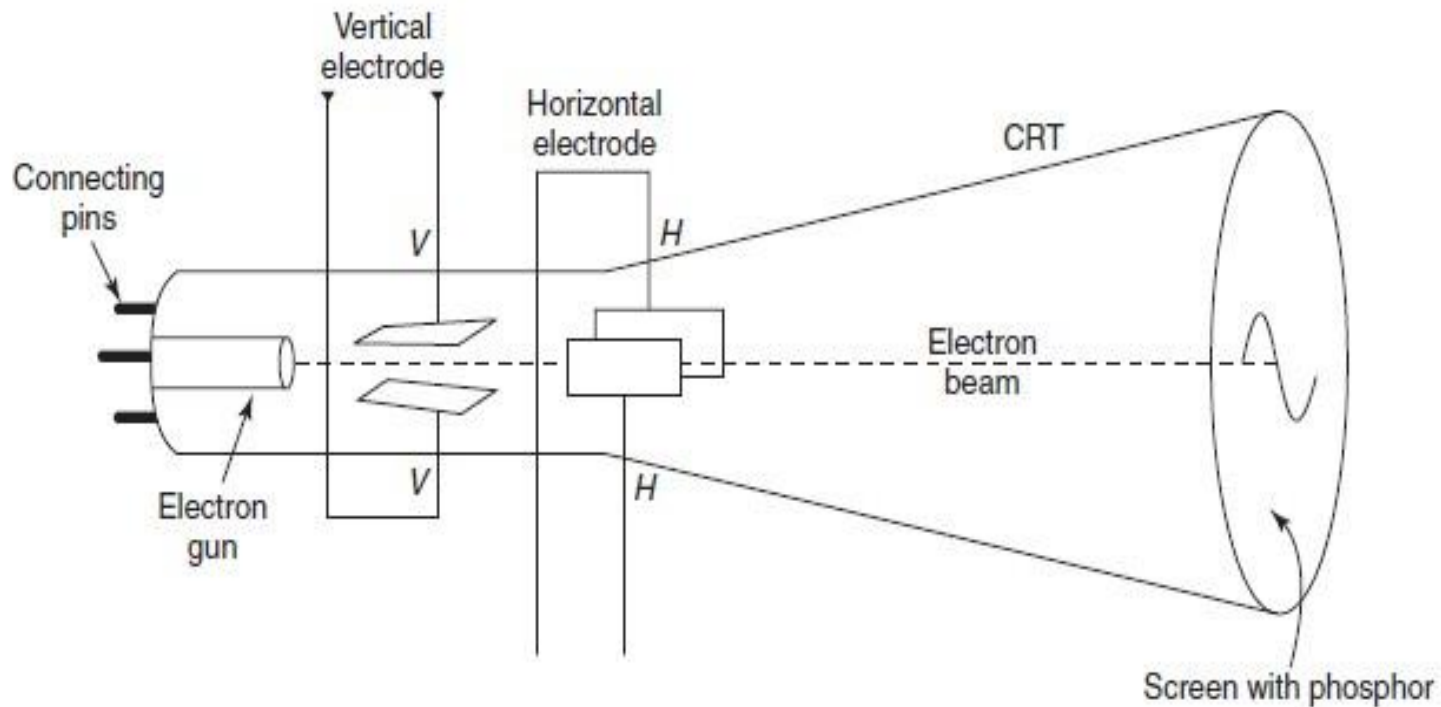 Vertical
electrode
Horizontal
electrode
CRT
Connecting
pins
V
H
Electron
beam
V
H
Electron
gun
Screen with phosphor